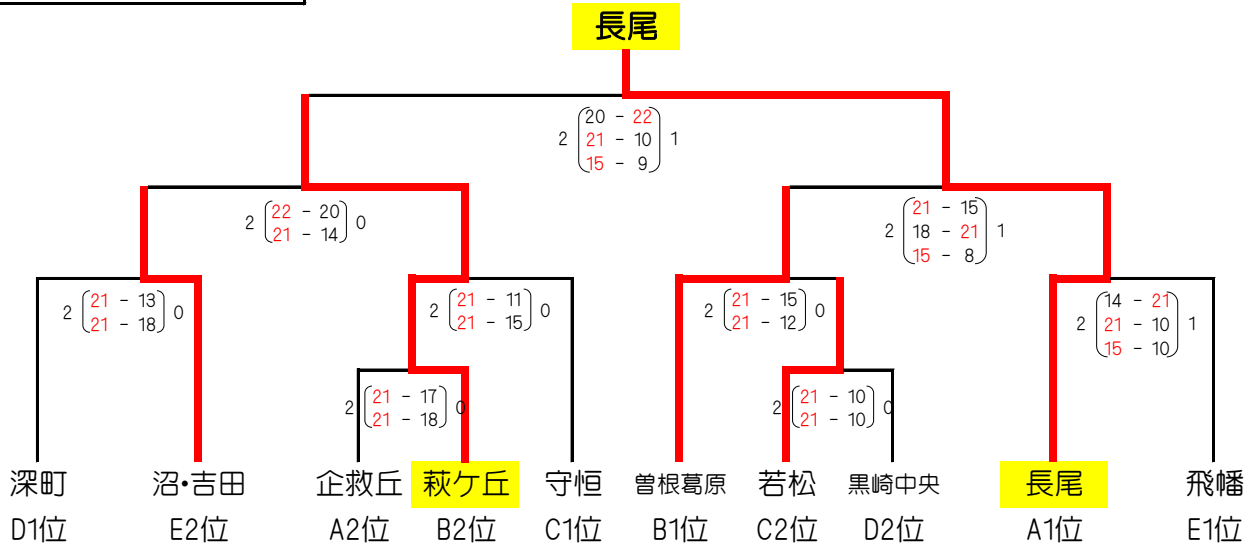 長尾
2 20 - 22 1
21 - 10
15 - 9
2 22 - 20 0
21 - 14
2 21 - 15 1
18 - 21
15 - 8
2 21 - 13 0
21 - 18
2 21 - 11 0
21 - 15
2 21 - 15 0
21 - 12
2 14 - 21 1
21 - 10
15 - 10
2 21 - 17 0
21 - 18
2 21 - 10 0
21 - 10
深町 沼・吉田 企救丘 萩ケ丘 守恒 曽根葛原 若松 黒崎中央 長尾 飛幡
D1位 E2位 A2位 B2位 C1位 B1位 C2位 D2位 A1位 E1位